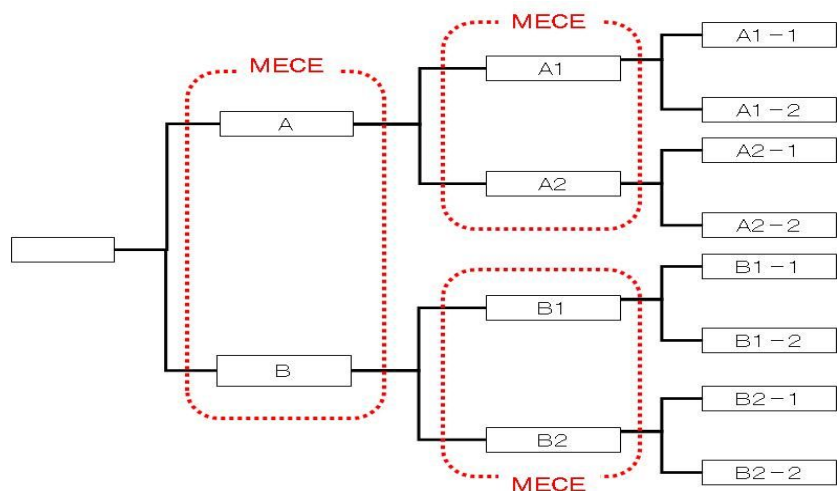 MECE
A1-1
MECE
A1
A
A1-2
A2-1
A2
A2-2
B1-1
B1
B1-2
B
B2-1
B2
B2-2
MECE